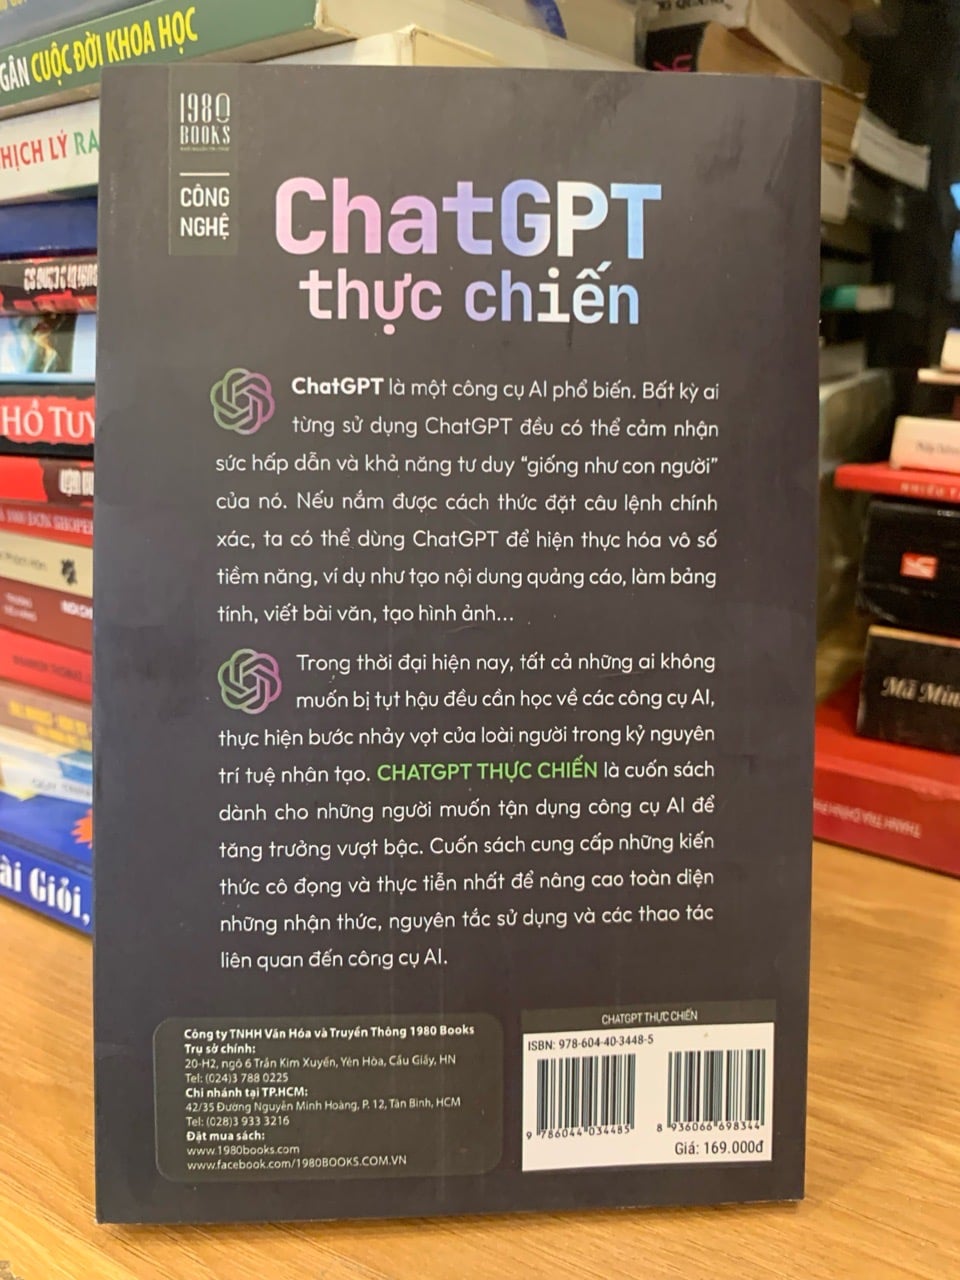 GÂN CUỘC ĐỜI KHOA HỌC
HỊCH LÝ RA
HỒ TUY
ài Giỏi,
1980
BOOKS
CÔNG
NGHỆ
ChatGPT
thực chiến
ChatGPT là một công cụ AI phổ biến. Bất kỳ ai
từng sử dụng ChatGPT đều có thể cảm nhận
sức hấp dẫn và khả năng tư duy “giống như con người”
của nó. Nếu nắm được cách thức đặt câu lệnh chính
xác, ta có thể dùng ChatGPT để hiện thực hóa vô số
tiềm năng, ví dụ như tạo nội dung quảng cáo, làm bảng
tính, viết bài văn, tạo hình ảnh...
Trong thời đại hiện nay, tất cả những ai không
muốn bị tụt hậu đều cần học về các công cụ AI,
thực hiện bước nhảy vọt của loài người trong kỷ nguyên
trí tuệ nhân tạo. CHATGPT THỰC CHIẾN là cuốn sách
dành cho những người muốn tận dụng công cụ AI để
tăng trưởng vượt bậc. Cuốn sách cung cấp những kiến
thức cô đọng và thực tiễn nhất để nâng cao toàn diện
những nhận thức, nguyên tắc sử dụng và các thao tác
liên quan đến công cụ AI.
Công ty TNHH Văn Hóa và Truyền Thông 1980 Books
Trụ sở chính:
20-H2, ngõ 6 Trần Kim Xuyến, Yên Hòa, Cầu Giấy, HN
Tel: (024)3 788 0225
Chi nhánh tại TP.HCM:
42/35 Đường Nguyễn Minh Hoàng, P. 12, Tân Bình, HCM
Tel: (028)3 933 3216
Đặt mua sách:
www.1980books.com
www.facebook.com/1980BOOKS.COM.VN
CHATGPT THỰC CHIẾN
ISBN: 978-604-40-3448-5
9 786044 034485
8 936066 698344
Giá: 169.000đ
Mã Min